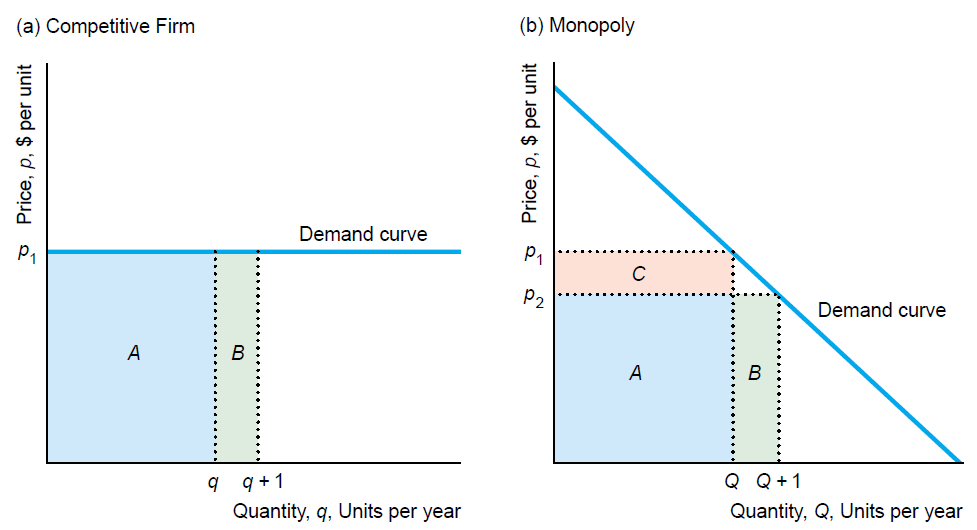 (a) Competitive Firm
Price, p, $ per unit
Demand curve
p1
A
B
q
q + 1
Quantity, q, Units per year
(b) Monopoly
Price, p, $ per unit
p1
C
p2
Demand curve
A
B
Q
Q + 1
Quantity, Q, Units per year